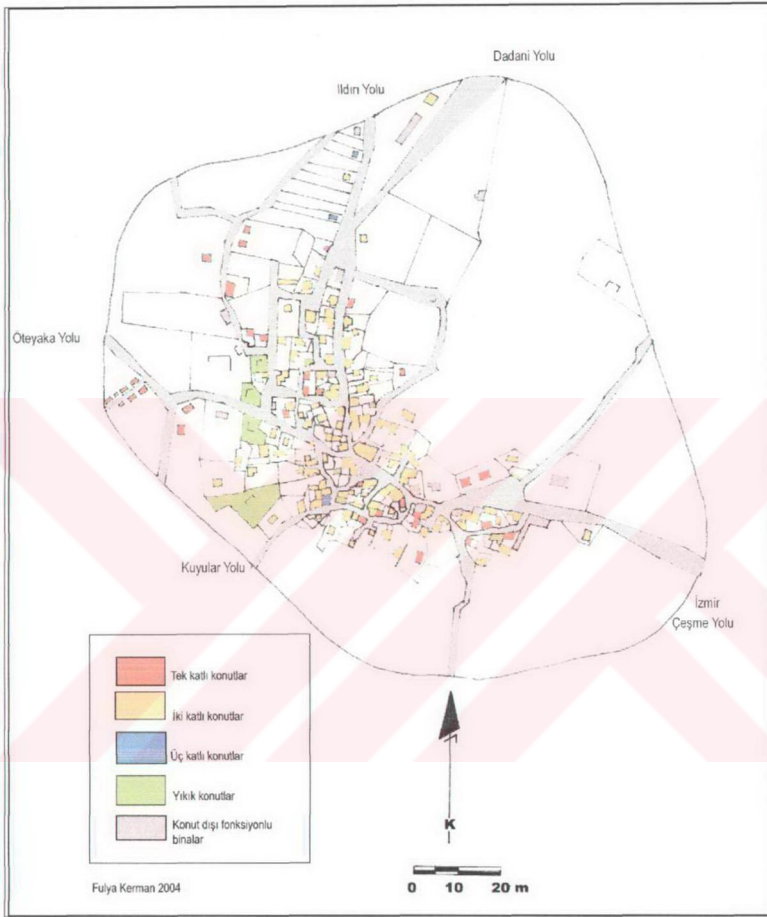 Dadani Yolu
Ildırı Yolu
Öteyaka Yolu
Kuyular Yolu
İzmir
Çeşme Yolu
Tek katlı konutlar
İki katlı konutlar
Üç katlı konutlar
Yıkık konutlar
Konut dışı fonksiyonlu
binalar
K
Fulya Kerman 2004
0 10 20 m